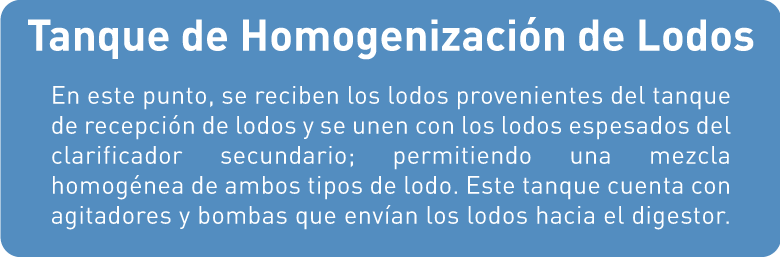 Tanque de Homogenización de Lodos
En este punto, se reciben los lodos provenientes del tanque
de recepción de lodos y se unen con los lodos espesados del
clarificador secundario; permitiendo una mezcla
homogénea de ambos tipos de lodo. Este tanque cuenta con
agitadores y bombas que envían los lodos hacia el digestor.